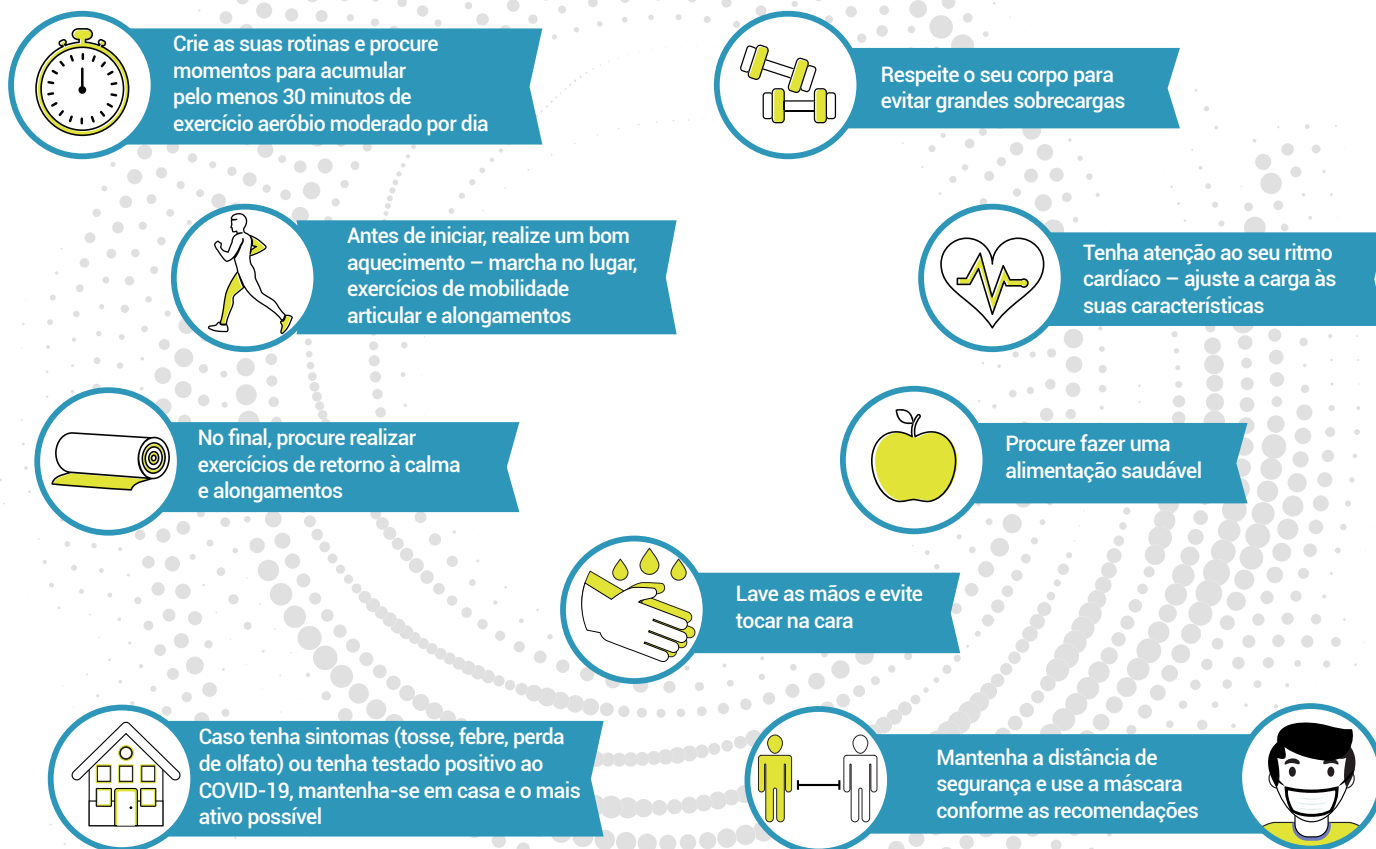 Crie as suas rotinas e procure
momentos para acumular
pelo menos 30 minutos de
exercício aeróbio moderado por dia
Respeite o seu corpo para
evitar grandes sobrecargas
Antes de iniciar, realize um bom
aquecimento – marcha no lugar,
exercícios de mobilidade
articular e alongamentos
Tenha atenção ao seu ritmo
cardíaco – ajuste a carga às
suas características
No final, procure realizar
exercícios de retorno à calma
e alongamentos
Procure fazer uma
alimentação saudável
Lave as mãos e evite
tocar na cara
Caso tenha sintomas (tosse, febre, perda
de olfato) ou tenha testado positivo ao
COVID-19, mantenha-se em casa e o mais
ativo possível
Mantenha a distância de
segurança e use a máscara
conforme as recomendações